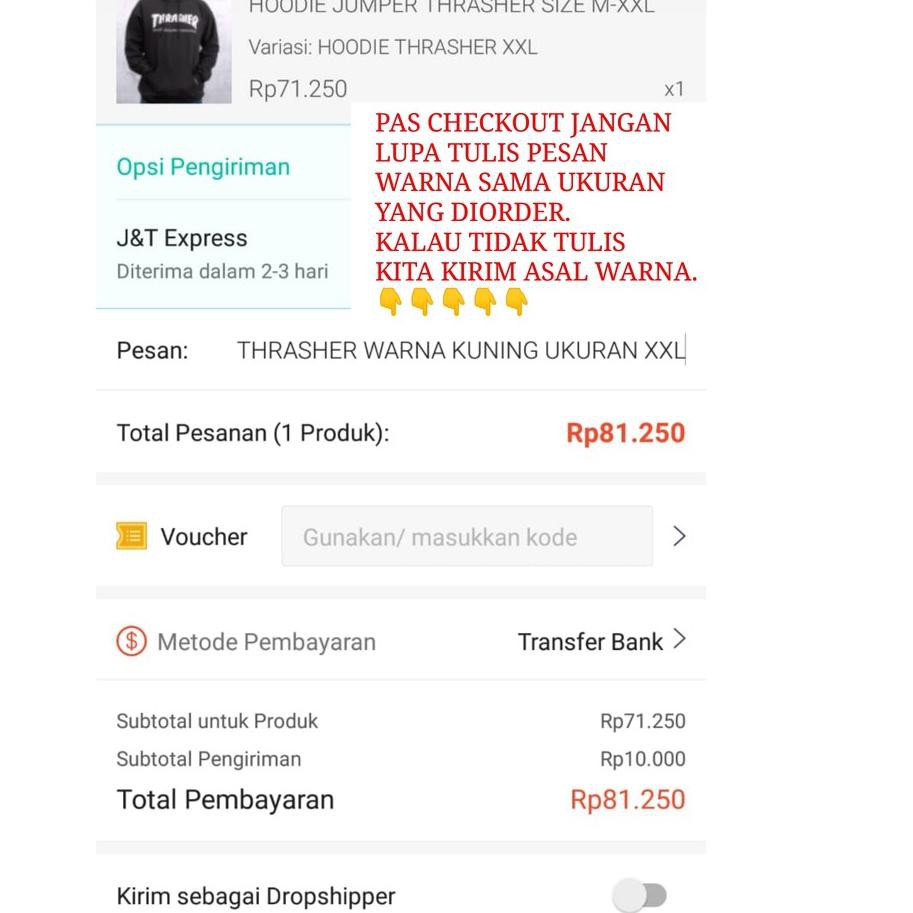 HOODIE JUMPER THRASHER SIZE M-XXL
THRASHER
Variasi: HOODIE THRASHER XXL
Rp71.250
x1
PAS CHECKOUT JANGAN
LUPA TULIS PESAN
WARNA SAMA UKURAN
YANG DIORDER.
KALAU TIDAK TULIS
KITA KIRIM ASAL WARNA.
👇👇👇👇👇
Opsi Pengiriman
J&T Express
Diterima dalam 2-3 hari
Pesan: THRASHER WARNA KUNING UKURAN XXL
Total Pesanan (1 Produk): Rp81.250
Voucher Gunakan/ masukkan kode
Metode Pembayaran Transfer Bank
Subtotal untuk Produk Rp71.250
Subtotal Pengiriman Rp10.000
Total Pembayaran Rp81.250
Kirim sebagai Dropshipper